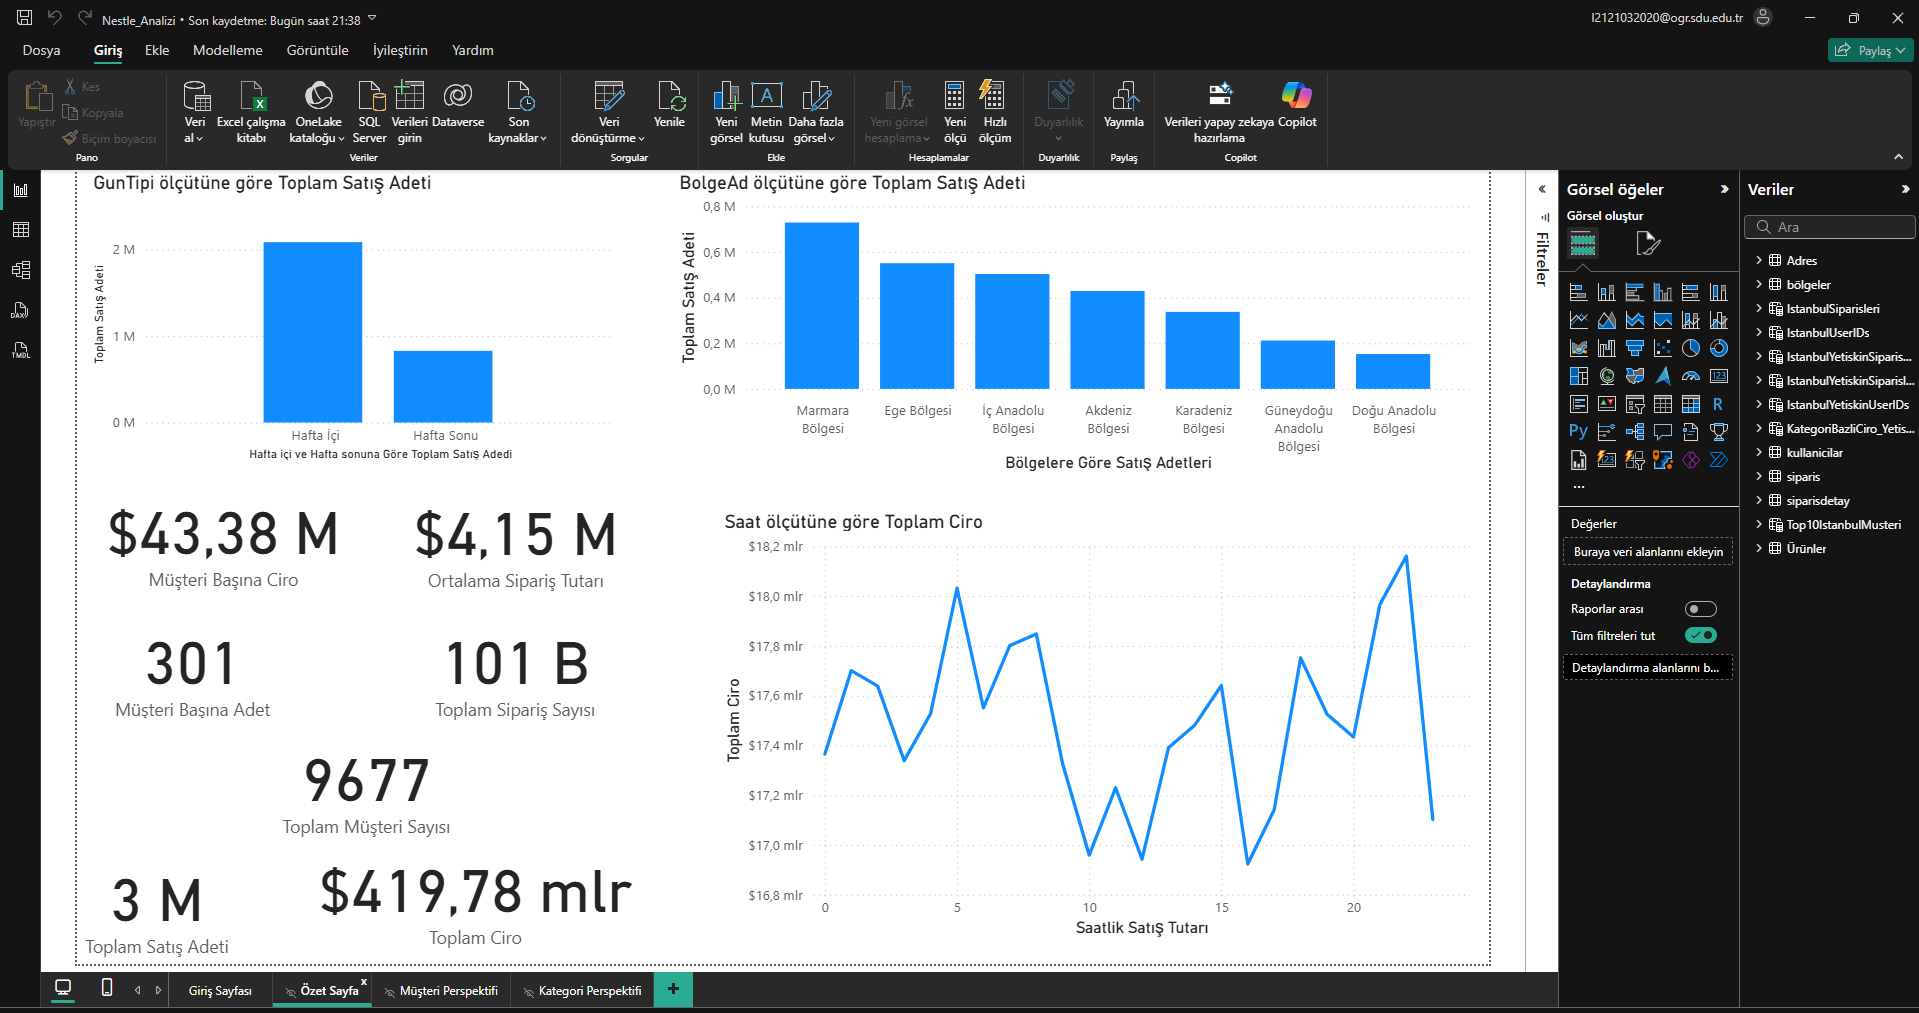 Nestle_Analizi • Son kaydetme: Bugün saat 21:38
l2121032020@ogr.sdu.edu.tr
Dosya
Giriş
Ekle
Modelleme
Görüntüle
İyileştirin
Yardım
Paylaş
Yapıştır
Kes
Kopyala
Biçim boyacısı
Pano
Veri
al
Excel çalışma
kitabı
OneLake
kataloğu
SQL
Server
Verileri
girin
Dataverse
Son
kaynaklar
Veriler
Veri
dönüştürme
Yenile
Sorgular
Yeni
görsel
Metin
kutusu
Daha fazla
görsel
Ekle
Yeni görsel
hesaplama
Yeni
ölçü
Hızlı
ölçüm
Hesaplamalar
Duyarlılık
Duyarlılık
Yayımla
Paylaş
Verileri yapay zekaya
hazırlama
Copilot
Copilot
GunTipi ölçütüne göre Toplam Satış Adeti
Toplam Satış Adeti
2 M
1 M
0 M
Hafta İçi
Hafta Sonu
Hafta içi ve Hafta sonuna Göre Toplam Satış Adedi
BolgeAd ölçütüne göre Toplam Satış Adeti
Toplam Satış Adeti
0,8 M
0,6 M
0,4 M
0,2 M
0,0 M
Marmara
Bölgesi
Ege Bölgesi
İç Anadolu
Bölgesi
Akdeniz
Bölgesi
Karadeniz
Bölgesi
Güneydoğu
Anadolu
Bölgesi
Doğu Anadolu
Bölgesi
Bölgelere Göre Satış Adetleri
$43,38 M
Müşteri Başına Ciro
$4,15 M
Ortalama Sipariş Tutarı
301
Müşteri Başına Adet
101 B
Toplam Sipariş Sayısı
9677
Toplam Müşteri Sayısı
3 M
Toplam Satış Adeti
$419,78 mlr
Toplam Ciro
Saat ölçütüne göre Toplam Ciro
Toplam Ciro
$18,2 mlr
$18,0 mlr
$17,8 mlr
$17,6 mlr
$17,4 mlr
$17,2 mlr
$17,0 mlr
$16,8 mlr
0
5
10
15
20
Saatlik Satış Tutarı
Filtreler
Görsel öğeler
Görsel oluştur
123
R
Py
123
...
Değerler
Buraya veri alanlarını ekleyin
Detaylandırma
Raporlar arası
Tüm filtreleri tut
Detaylandırma alanlarını b...
Veriler
Ara
Adres
bölgeler
IstanbulSiparisleri
IstanbulUserIDs
IstanbulYetiskinSiparis...
IstanbulYetiskinSiparisl...
IstanbulYetiskinUserIDs
KategoriBazliCiro_Yetis...
kullanicilar
siparis
siparisdetay
Top10IstanbulMusteri
Ürünler
DAX
TMDL
Giriş Sayfası
Özet Sayfa
x
Müşteri Perspektifi
Kategori Perspektifi
+